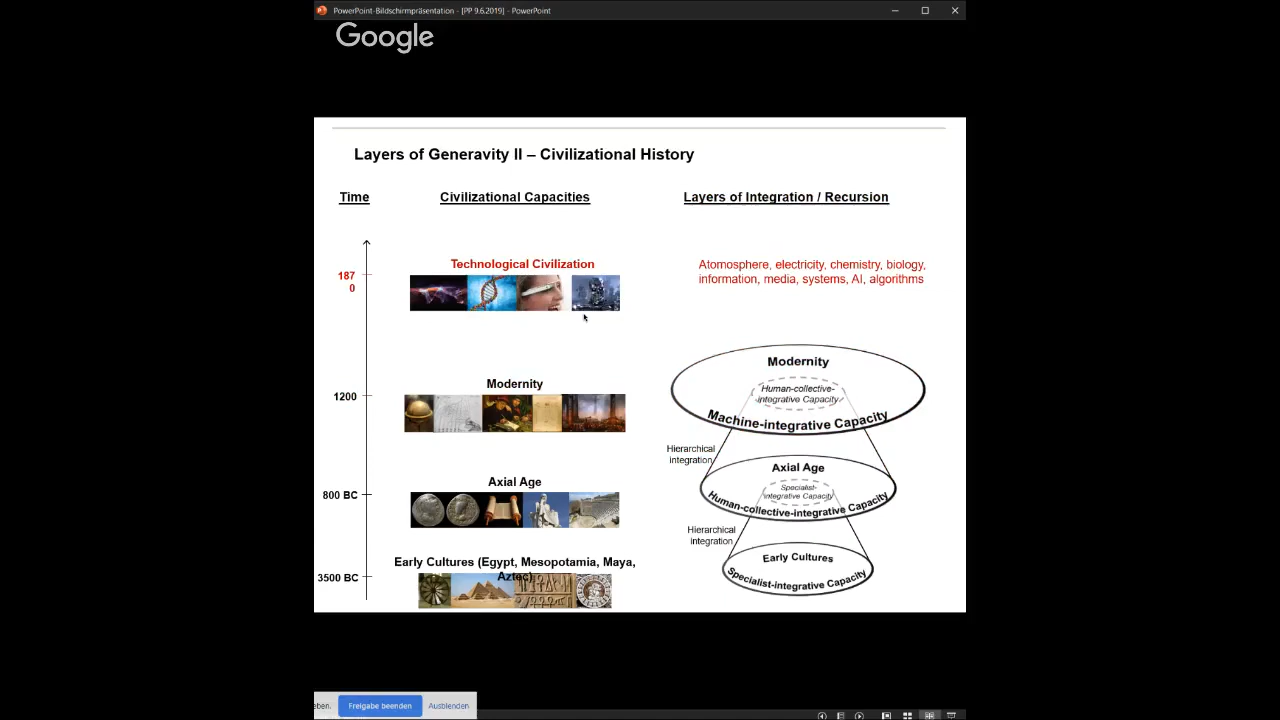 PowerPoint-Bildschirmpräsentation - [PP 9.6.2019] - PowerPoint
Google
Layers of Generavity II – Civilizational History
Time
Civilizational Capacities
Layers of Integration / Recursion
Technological Civilization
187
0
Atomosphere, electricity, chemistry, biology,
information, media, systems, AI, algorithms
Modernity
1200
Modernity
Human-collective-
integrative Capacity
Machine-integrative Capacity
Hierarchical
integration
Axial Age
800 BC
Axial Age
Specialist-
integrative Capacity
Human-collective-integrative Capacity
Hierarchical
integration
Early Cultures (Egypt, Mesopotamia, Maya,
Aztec)
3500 BC
Early Cultures
Specialist-integrative Capacity
eben.
Freigabe beenden
Ausblenden